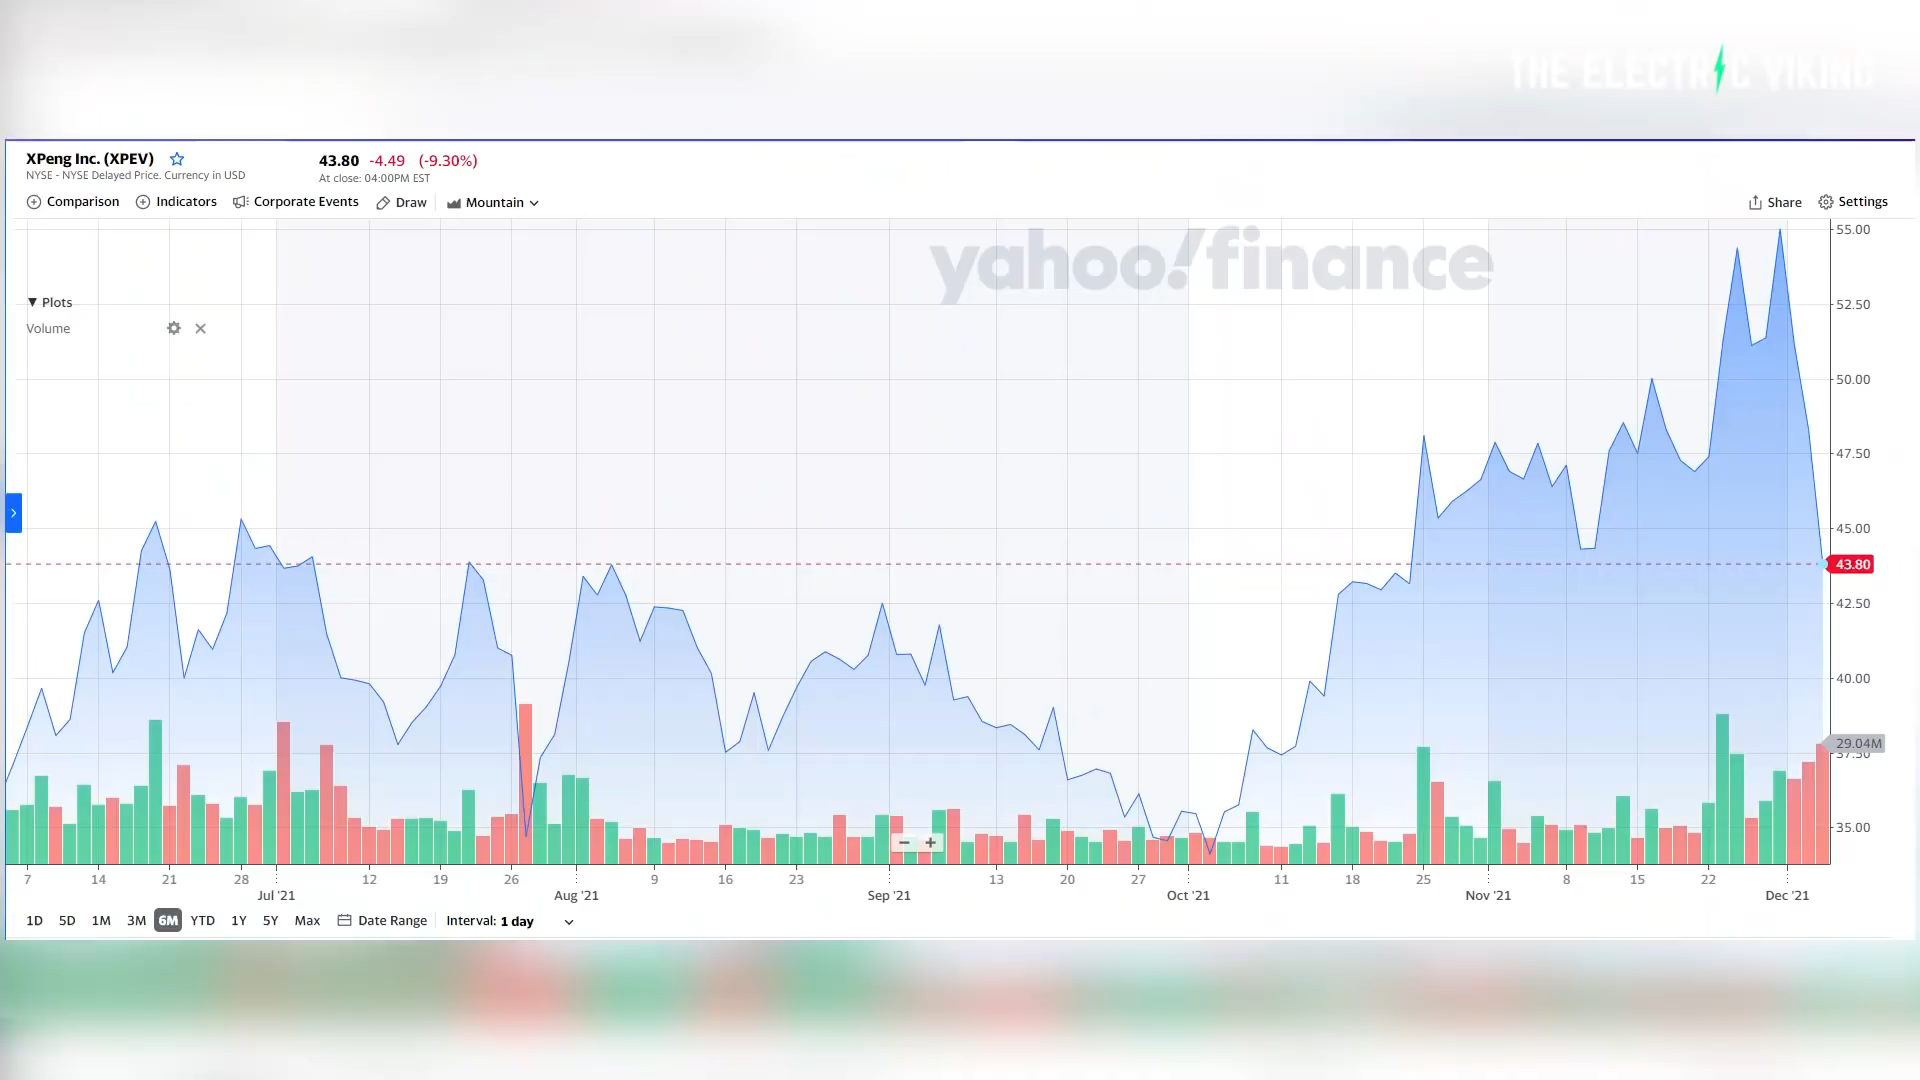 THE ELECTRIC VIKING
XPeng Inc. (XPEV)
43.80 -4.49 (-9.30%)
NYSE - NYSE Delayed Price. Currency in USD
At close: 04:00PM EST
Comparison Indicators Corporate Events Draw Mountain
Share Settings
yahoo!finance
55.00
52.50
Plots
Volume
50.00
47.50
45.00
43.80
42.50
40.00
29.04M
37.50
35.00
7 14 21 28 12 19 26 9 16 23 13 20 27 11 18 25 8 15 22
Jul '21 Aug '21 Sep '21 Oct '21 Nov '21 Dec '21
1D 5D 1M 3M 6M YTD 1Y 5Y Max Date Range Interval: 1 day